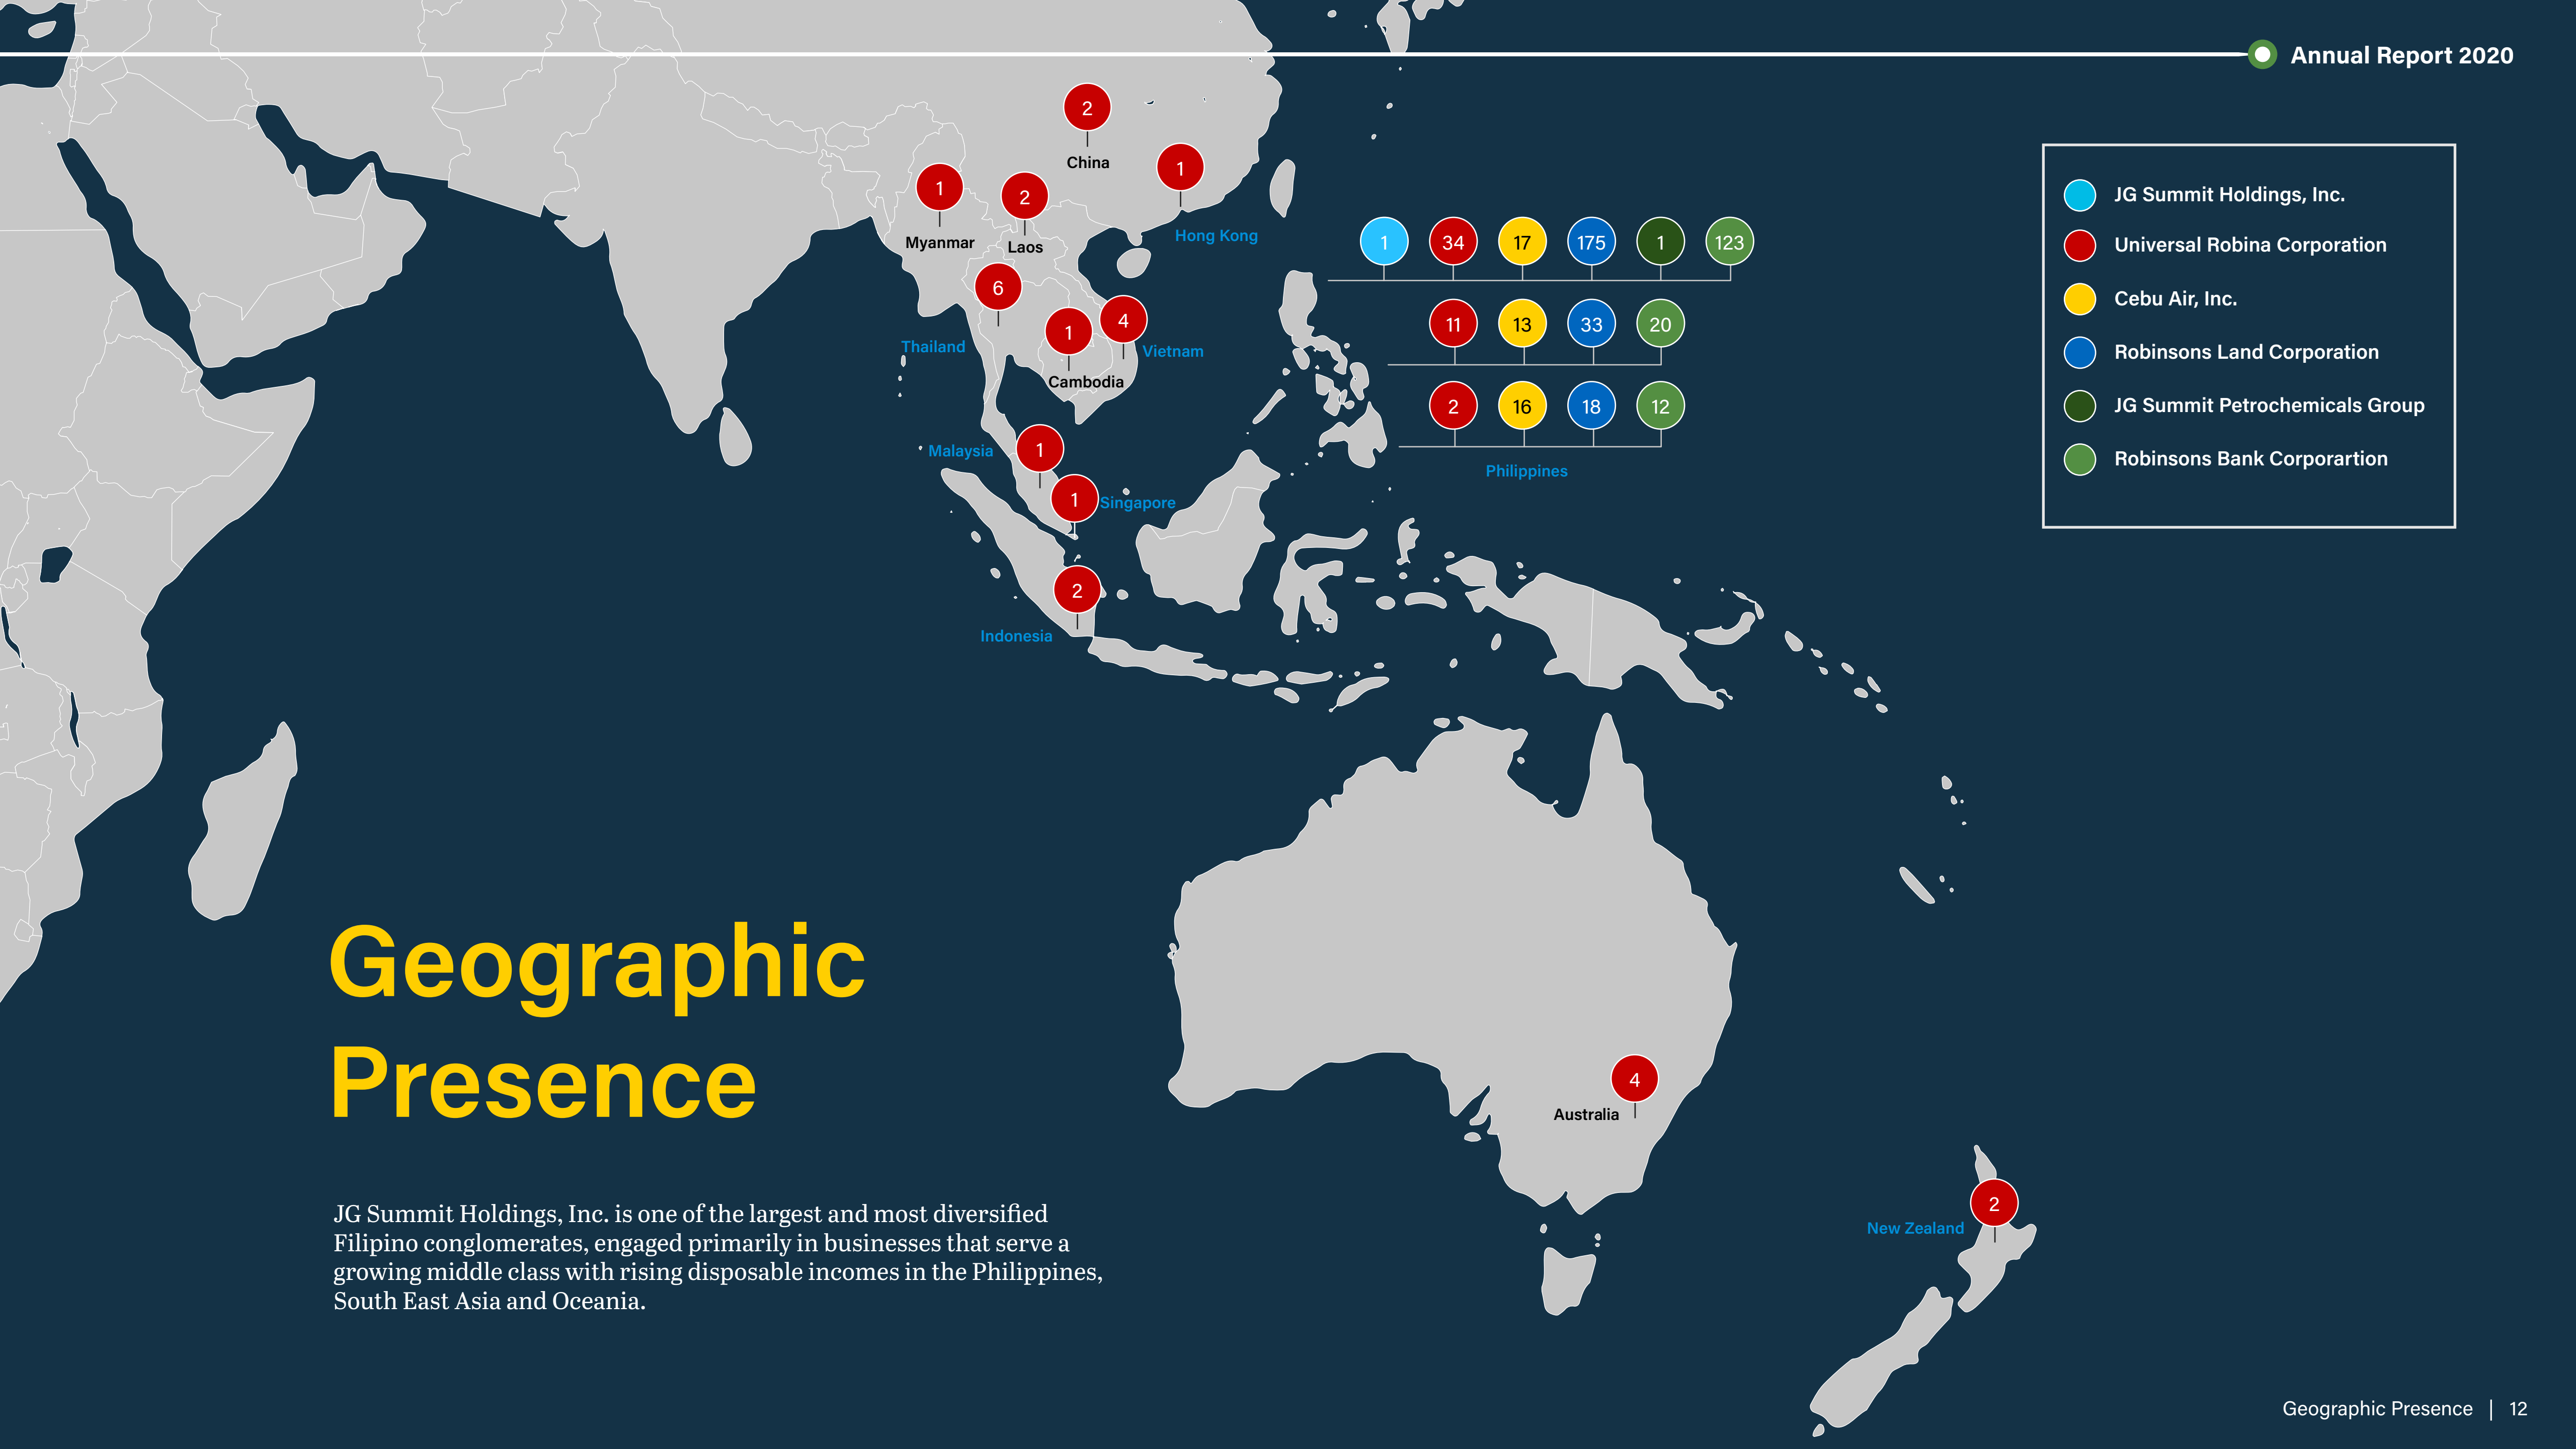 Annual Report 2020
2
China
1
Hong Kong
1
Myanmar
2
Laos
6
Thailand
1
Cambodia
4
Vietnam
1
Malaysia
1
Singapore
2
Indonesia
1 34 17 175 1 123
11 13 33 20
2 16 18 12
Philippines
JG Summit Holdings, Inc.
Universal Robina Corporation
Cebu Air, Inc.
Robinsons Land Corporation
JG Summit Petrochemicals Group
Robinsons Bank Corporartion
Geographic
Presence
JG Summit Holdings, Inc. is one of the largest and most diversified
Filipino conglomerates, engaged primarily in businesses that serve a
growing middle class with rising disposable incomes in the Philippines,
South East Asia and Oceania.
4
Australia
2
New Zealand
Geographic Presence | 12